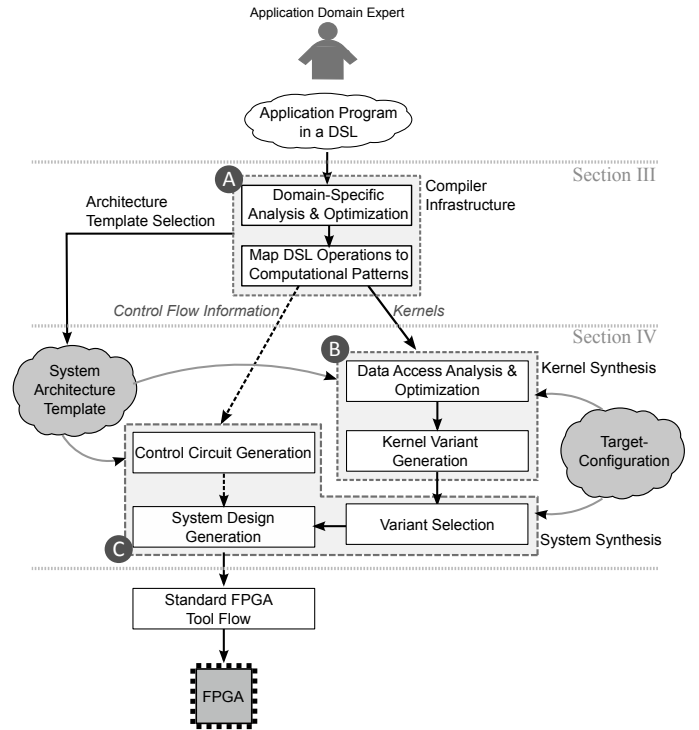 Application Domain Expert
Application Program
in a DSL
Section III
A
Architecture
Template Selection
Domain-Specific
Analysis & Optimization
Compiler
Infrastructure
Map DSL Operations to
Computational Patterns
Control Flow Information
Kernels
Section IV
B
System
Architecture
Template
Data Access Analysis &
Optimization
Kernel Synthesis
Control Circuit Generation
Kernel Variant
Generation
Target-
Configuration
System Design
Generation
Variant Selection
C
System Synthesis
Standard FPGA
Tool Flow
FPGA